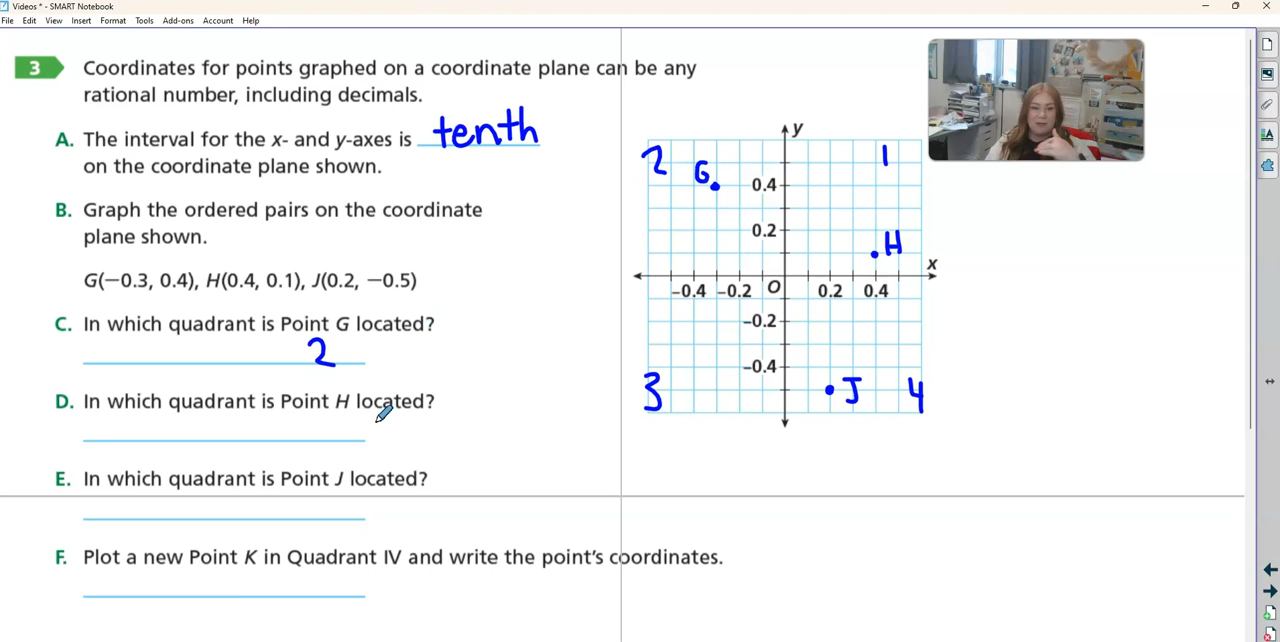 Videos * - SMART Notebook
File Edit View Insert Format Tools Add-ons Account Help
3 Coordinates for points graphed on a coordinate plane can be any
rational number, including decimals.
A. The interval for the x- and y-axes is tenth
on the coordinate plane shown.
B. Graph the ordered pairs on the coordinate
plane shown.
G(−0.3, 0.4), H(0.4, 0.1), J(0.2, −0.5)
C. In which quadrant is Point G located?
2
D. In which quadrant is Point H located?
E. In which quadrant is Point J located?
F. Plot a new Point K in Quadrant IV and write the point's coordinates.
y
2 G 1
0.4
0.2
H
x
−0.4 −0.2 O 0.2 0.4
−0.2
−0.4
3 J 4